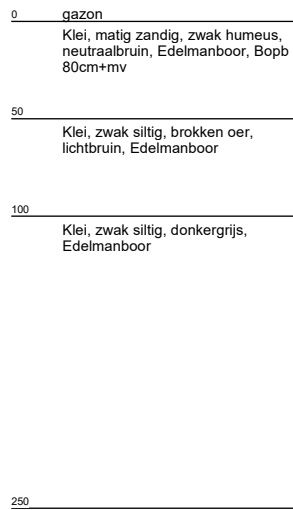 0 gazon
Klei, matig zandig, zwak humeus,
neutraalbruin, Edelmanboor, Bopb
80cm+mv
50
Klei, zwak siltig, brokken oer,
lichtbruin, Edelmanboor
100
Klei, zwak siltig, donkergrijs,
Edelmanboor
250